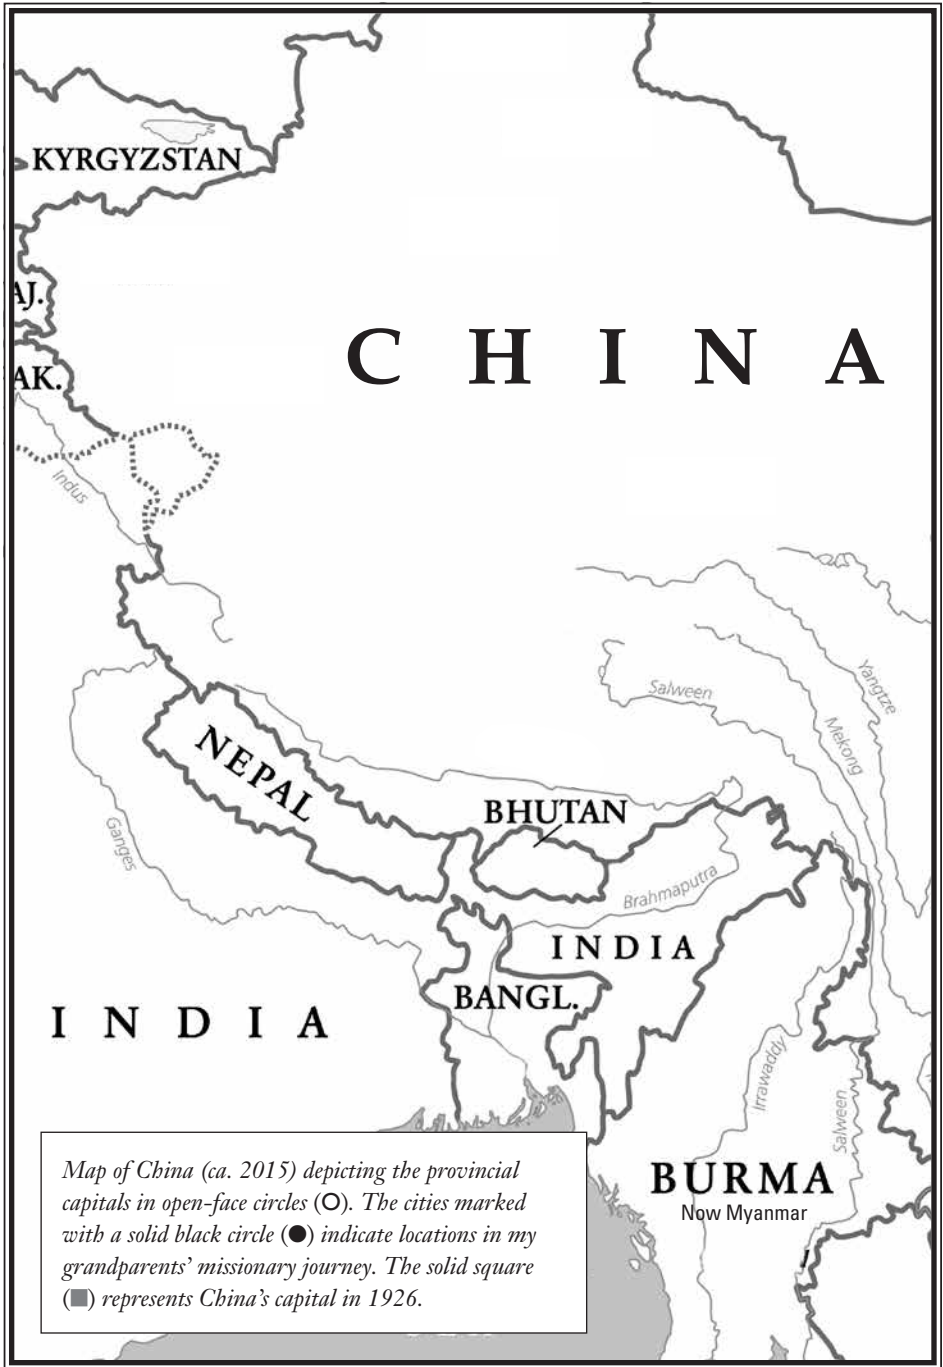 KYRGYZSTAN
AJ.
C H I N A
AK.
Indus
Yangtze
Salween
Mekong
NEPAL
BHUTAN
Ganges
Brahmaputra
INDIA
BANGL.
INDIA
Irrawaddy
Salween
BURMA
Now Myanmar
Map of China (ca. 2015) depicting the provincial
capitals in open-face circles (○). The cities marked
with a solid black circle (●) indicate locations in my
grandparents’ missionary journey. The solid square
(■) represents China’s capital in 1926.